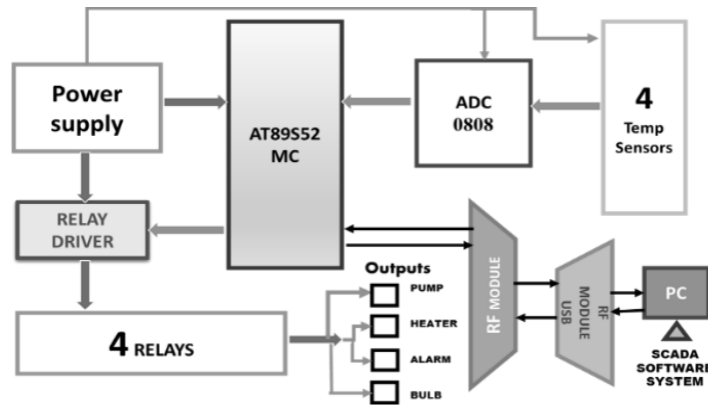 Power
supply
AT89S52
MC
ADC
0808
4
Temp
Sensors
RELAY
DRIVER
4 RELAYS
Outputs
PUMP
HEATER
ALARM
BULB
RF MODULE
RF
MODULE
USB
PC
SCADA
SOFTWARE
SYSTEM